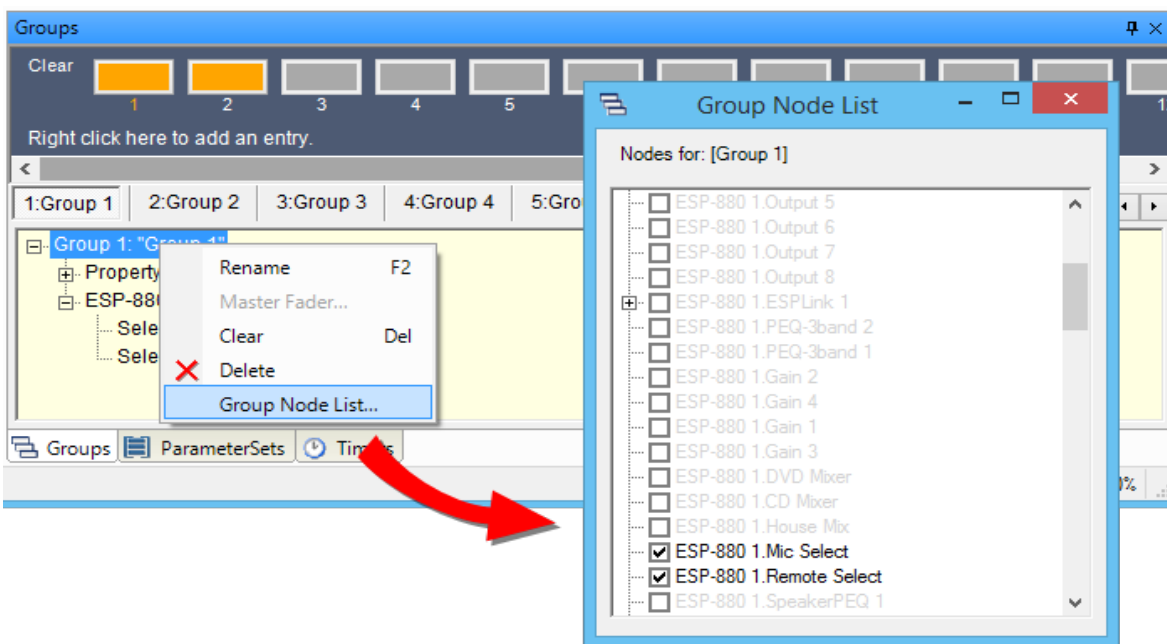 Groups
Clear
1 2 3 4 5
Right click here to add an entry.
1:Group 1 2:Group 2 3:Group 3 4:Group 4 5:Gro
Group 1: "Group 1"
Property
ESP-88
Sele
Sele
Rename F2
Master Fader...
Clear Del
Delete
Group Node List...
Groups ParameterSets Timers
%
Group Node List
Nodes for: [Group 1]
ESP-880 1.Output 5
ESP-880 1.Output 6
ESP-880 1.Output 7
ESP-880 1.Output 8
ESP-880 1.ESPLink 1
ESP-880 1.PEQ-3band 2
ESP-880 1.PEQ-3band 1
ESP-880 1.Gain 2
ESP-880 1.Gain 4
ESP-880 1.Gain 1
ESP-880 1.Gain 3
ESP-880 1.DVD Mixer
ESP-880 1.CD Mixer
ESP-880 1.House Mix
ESP-880 1.Mic Select
ESP-880 1.Remote Select
ESP-880 1.SpeakerPEQ 1